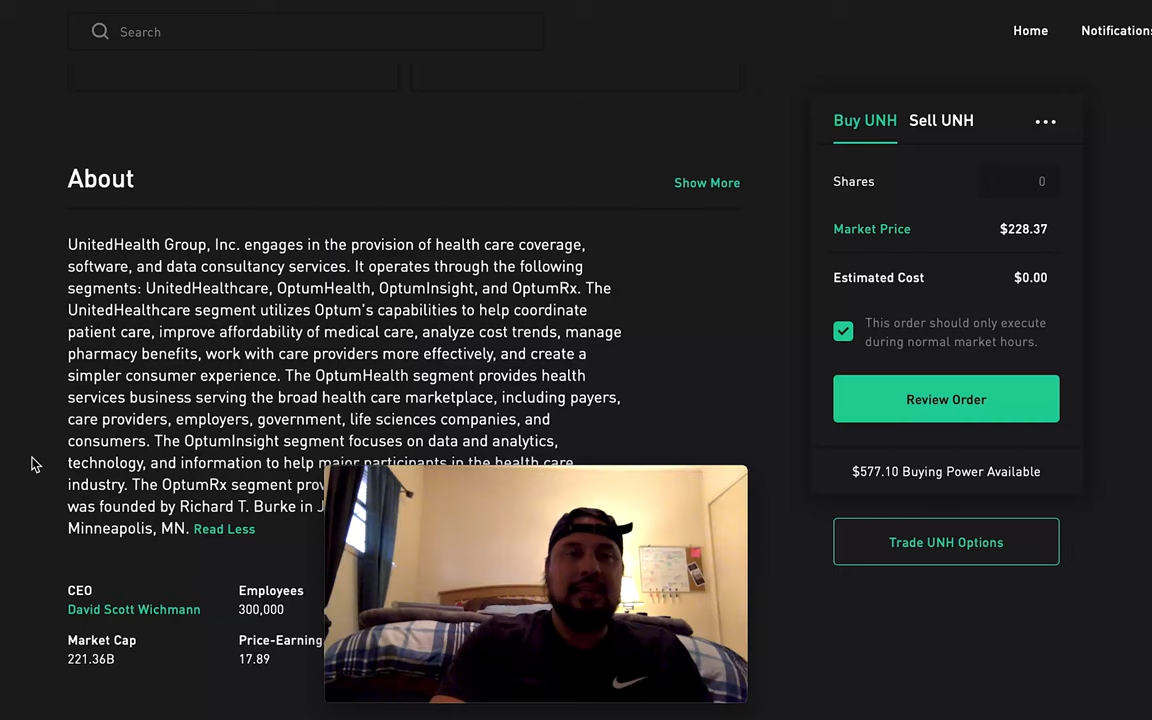 Search
Home
Notifications
Buy UNH
Sell UNH
About
Show More
Shares
0
Market Price
$228.37
Estimated Cost
$0.00
This order should only execute
during normal market hours.
Review Order
$577.10 Buying Power Available
Trade UNH Options
UnitedHealth Group, Inc. engages in the provision of health care coverage,
software, and data consultancy services. It operates through the following
segments: UnitedHealthcare, OptumHealth, OptumInsight, and OptumRx. The
UnitedHealthcare segment utilizes Optum's capabilities to help coordinate
patient care, improve affordability of medical care, analyze cost trends, manage
pharmacy benefits, work with care providers more effectively, and create a
simpler consumer experience. The OptumHealth segment provides health
services business serving the broad health care marketplace, including payers,
care providers, employers, government, life sciences companies, and
consumers. The OptumInsight segment focuses on data and analytics,
technology, and information to help major participants in the health care
industry. The OptumRx segment prov
was founded by Richard T. Burke in J
Minneapolis, MN. Read Less
CEO
David Scott Wichmann
Employees
300,000
Market Cap
221.36B
Price-Earning
17.89